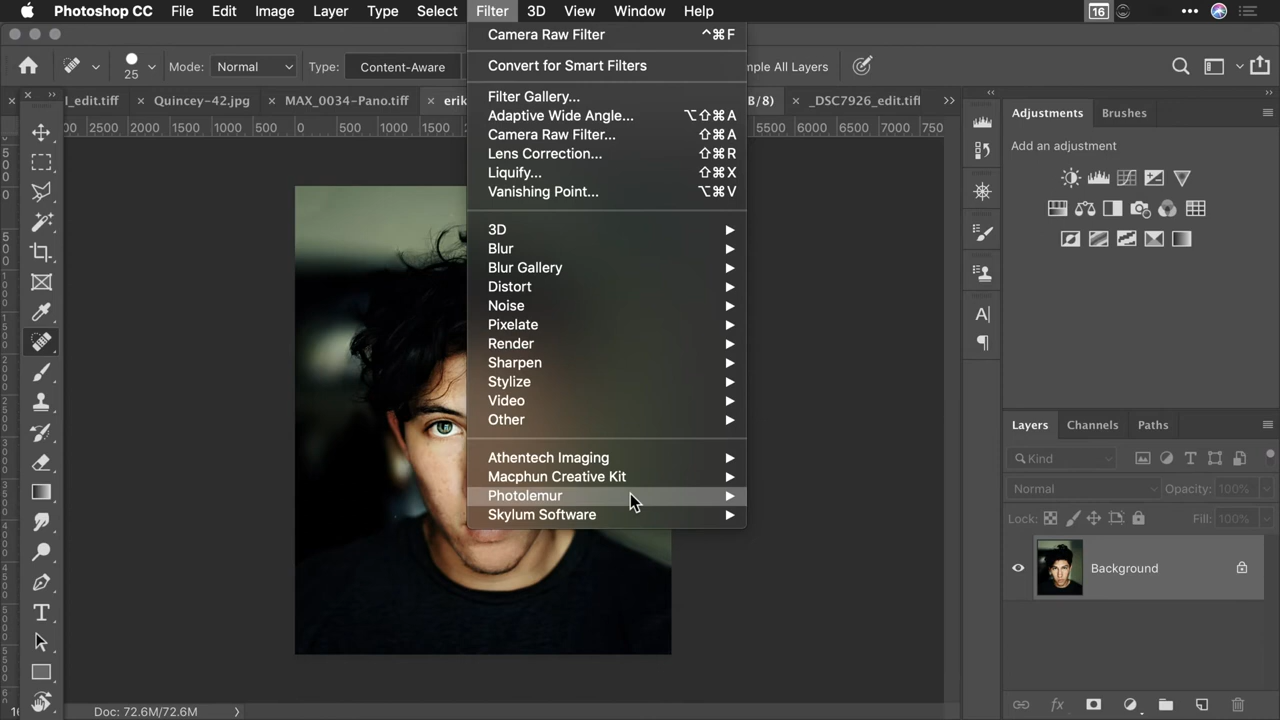 Photoshop CC File Edit Image Layer Type Select Filter 3D View Window Help 16
25 Mode: Normal Type: Content-Aware mple All Layers
l_edit.tiff Quincey-42.jpg MAX_0034-Pano.tiff erik B/8) _DSC7926_edit.tiff
2500 2000 1500 1000 500 0 500 1000 1500 5500 6000 6500 7000 750
Camera Raw Filter ^⌘F
Convert for Smart Filters
Filter Gallery...
Adaptive Wide Angle... ⌥⇧⌘A
Camera Raw Filter... ⇧⌘A
Lens Correction... ⇧⌘R
Liquify... ⇧⌘X
Vanishing Point... ⌥⌘V
3D
Blur
Blur Gallery
Distort
Noise
Pixelate
Render
Sharpen
Stylize
Video
Other
Athentech Imaging
Macphun Creative Kit
Photolemur
Skylum Software
Adjustments Brushes
Add an adjustment
Layers Channels Paths
Kind
Normal Opacity: 100%
Lock: Fill: 100%
Background
Doc: 72.6M/72.6M